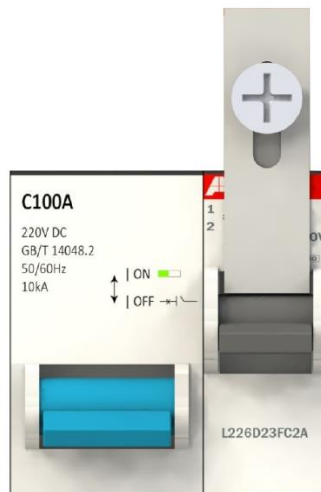 C100A
220V DC
GB/T 14048.2
50/60Hz
10kA
ON
OFF
1
2
L226D23FC2A